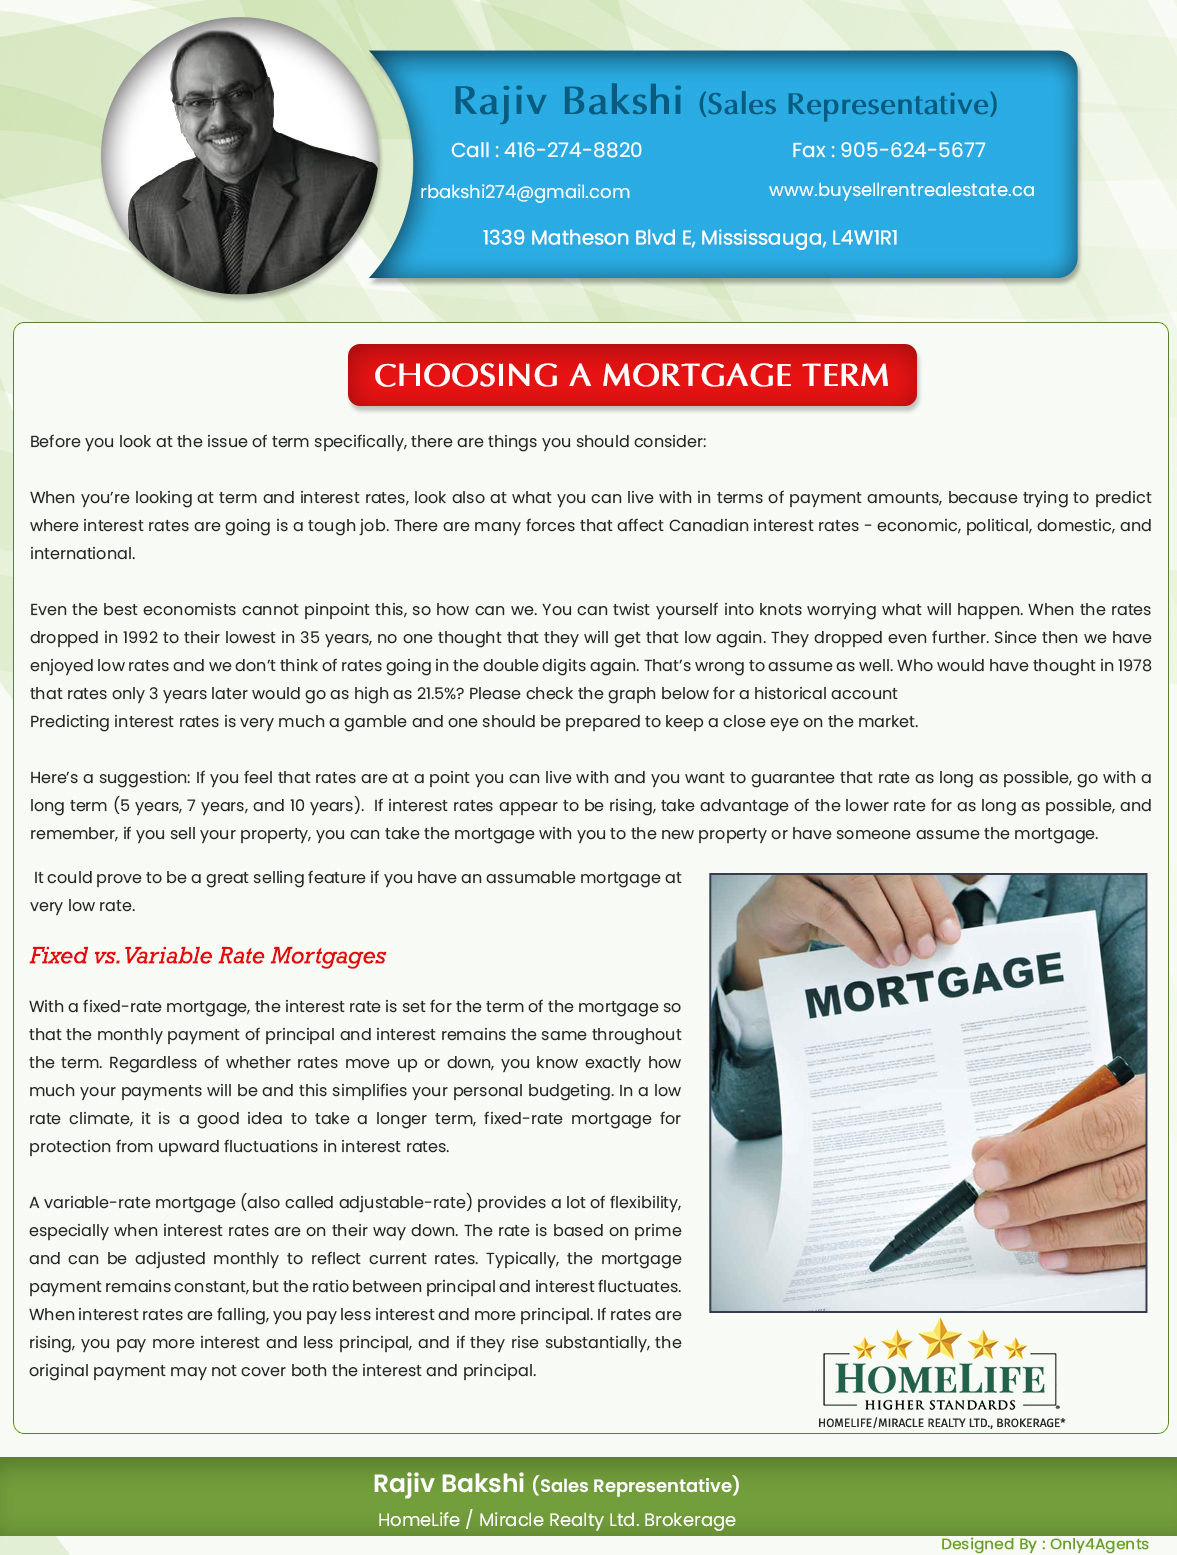 Rajiv Bakshi (Sales Representative)
Call : 416-274-8820
Fax : 905-624-5677
rbakshi274@gmail.com
www.buysellrentrealestate.ca
1339 Matheson Blvd E, Mississauga, L4W1R1
CHOOSING A MORTGAGE TERM
Before you look at the issue of term specifically, there are things you should consider:
When you're looking at term and interest rates, look also at what you can live with in terms of payment amounts, because trying to predict
where interest rates are going is a tough job. There are many forces that affect Canadian interest rates - economic, political, domestic, and
international.
Even the best economists cannot pinpoint this, so how can we. You can twist yourself into knots worrying what will happen. When the rates
dropped in 1992 to their lowest in 35 years, no one thought that they will get that low again. They dropped even further. Since then we have
enjoyed low rates and we don't think of rates going in the double digits again. That's wrong to assume as well. Who would have thought in 1978
that rates only 3 years later would go as high as 21.5%? Please check the graph below for a historical account
Predicting interest rates is very much a gamble and one should be prepared to keep a close eye on the market.
Here's a suggestion: If you feel that rates are at a point you can live with and you want to guarantee that rate as long as possible, go with a
long term (5 years, 7 years, and 10 years). If interest rates appear to be rising, take advantage of the lower rate for as long as possible, and
remember, if you sell your property, you can take the mortgage with you to the new property or have someone assume the mortgage.
It could prove to be a great selling feature if you have an assumable mortgage at
very low rate.
Fixed vs. Variable Rate Mortgages
With a fixed-rate mortgage, the interest rate is set for the term of the mortgage so
that the monthly payment of principal and interest remains the same throughout
the term. Regardless of whether rates move up or down, you know exactly how
much your payments will be and this simplifies your personal budgeting. In a low
rate climate, it is a good idea to take a longer term, fixed-rate mortgage for
protection from upward fluctuations in interest rates.
A variable-rate mortgage (also called adjustable-rate) provides a lot of flexibility,
especially when interest rates are on their way down. The rate is based on prime
and can be adjusted monthly to reflect current rates. Typically, the mortgage
payment remains constant, but the ratio between principal and interest fluctuates.
When interest rates are falling, you pay less interest and more principal. If rates are
rising, you pay more interest and less principal, and if they rise substantially, the
original payment may not cover both the interest and principal.
MORTGAGE
HOMELIFE
HIGHER STANDARDS
HOMELIFE/MIRACLE REALTY LTD., BROKERAGE*
Rajiv Bakshi (Sales Representative)
HomeLife / Miracle Realty Ltd. Brokerage
Designed By : Only4Agents